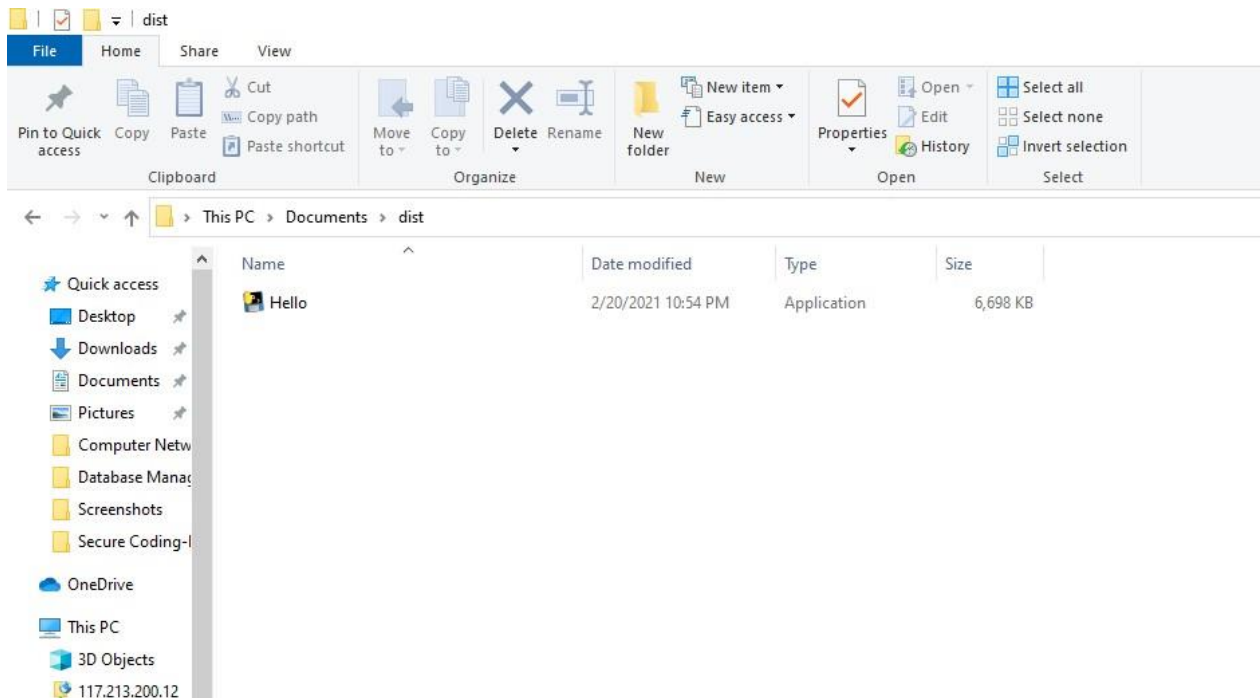 dist
File Home Share View
Pin to Quick access
Copy
Paste
Cut
Copy path
Paste shortcut
Clipboard
Move to
Copy to
Delete
Rename
Organize
New folder
New item
Easy access
New
Properties
Open
Edit
History
Open
Select all
Select none
Invert selection
Select
This PC > Documents > dist
Name Date modified Type Size
Hello 2/20/2021 10:54 PM Application 6,698 KB
Quick access
Desktop
Downloads
Documents
Pictures
Computer Netw
Database Manag
Screenshots
Secure Coding-
OneDrive
This PC
3D Objects
117.213.200.12